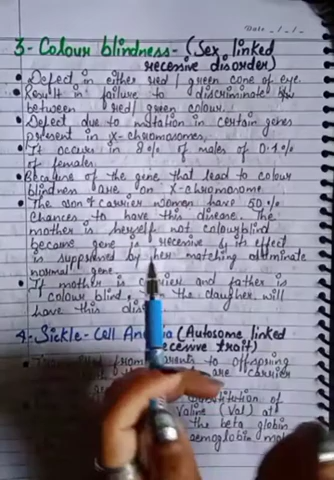 Date _/_/_
3- Colour blindness- (Sex linked
recessive disorder)
• Defect in either red / green cone of eye.
• Result in failure to discriminate b/w
between red/green colour.
• Defect due to mutation in certain genes
present in X-chromosomes,
• It occurs in 8% of males of 0.1%
of females.
• Because of the gene that lead to colour
blindness are on X-chromosome
• The son of carrier women have 50%
chances to have this disease. The
mother is herself not colourblind
because gene is recessive & its effect
is suppressed by her matching dominate
normal gene.
• If mother is carrier and father is
colour blind, the daugher will
have this
4- Sickle-Cell (Autosome linked
recessive trait)
from parents to offspring
are carrier
substitution of
Valine (Val) at
the beta globin
haemoglobin